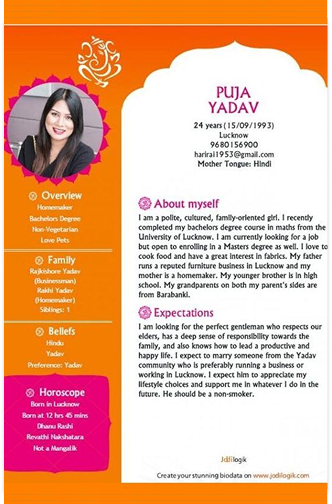 PUJA
YADAV
24 years (15/09/1993)
Lucknow
9680156900
harirai1953@gmail.com
Mother Tongue: Hindi
Overview
Homemaker
Bachelors Degree
Non-Vegetarian
Love Pets
Family
Rajkishore Yadav
(Businessman)
Rakhi Yadav
(Homemaker)
Siblings: 1
Beliefs
Hindu
Yadav
Preference: Yadav
Horoscope
Born in Lucknow
Born at 12 hrs 45 mins
Dhanu Rashi
Revathi Nakshatara
Not a Mangalik
About myself
I am a polite, cultured, family-oriented girl. I recently
completed my bachelors degree course in maths from the
University of Lucknow. I am currently looking for a job
but open to enrolling in a Masters degree as well. I love to
cook food and have a great interest in fabrics. My father
runs a reputed furniture business in Lucknow and my
mother is a homemaker. My younger brother is in high
school. My grandparents on both my parent's sides are
from Barabanki.
Expectations
I am looking for the perfect gentleman who respects our
elders, has a deep sense of responsibility towards the
family, and also knows how to lead a productive and
happy life. I expect to marry someone from the Yadav
community who is preferably running a business or
working in Lucknow. I expect him to appreciate my
lifestyle choices and support me in whatever I do in the
future. He should be a non-smoker.
Jodilogik
Create your stunning biodata on www.jodilogik.com